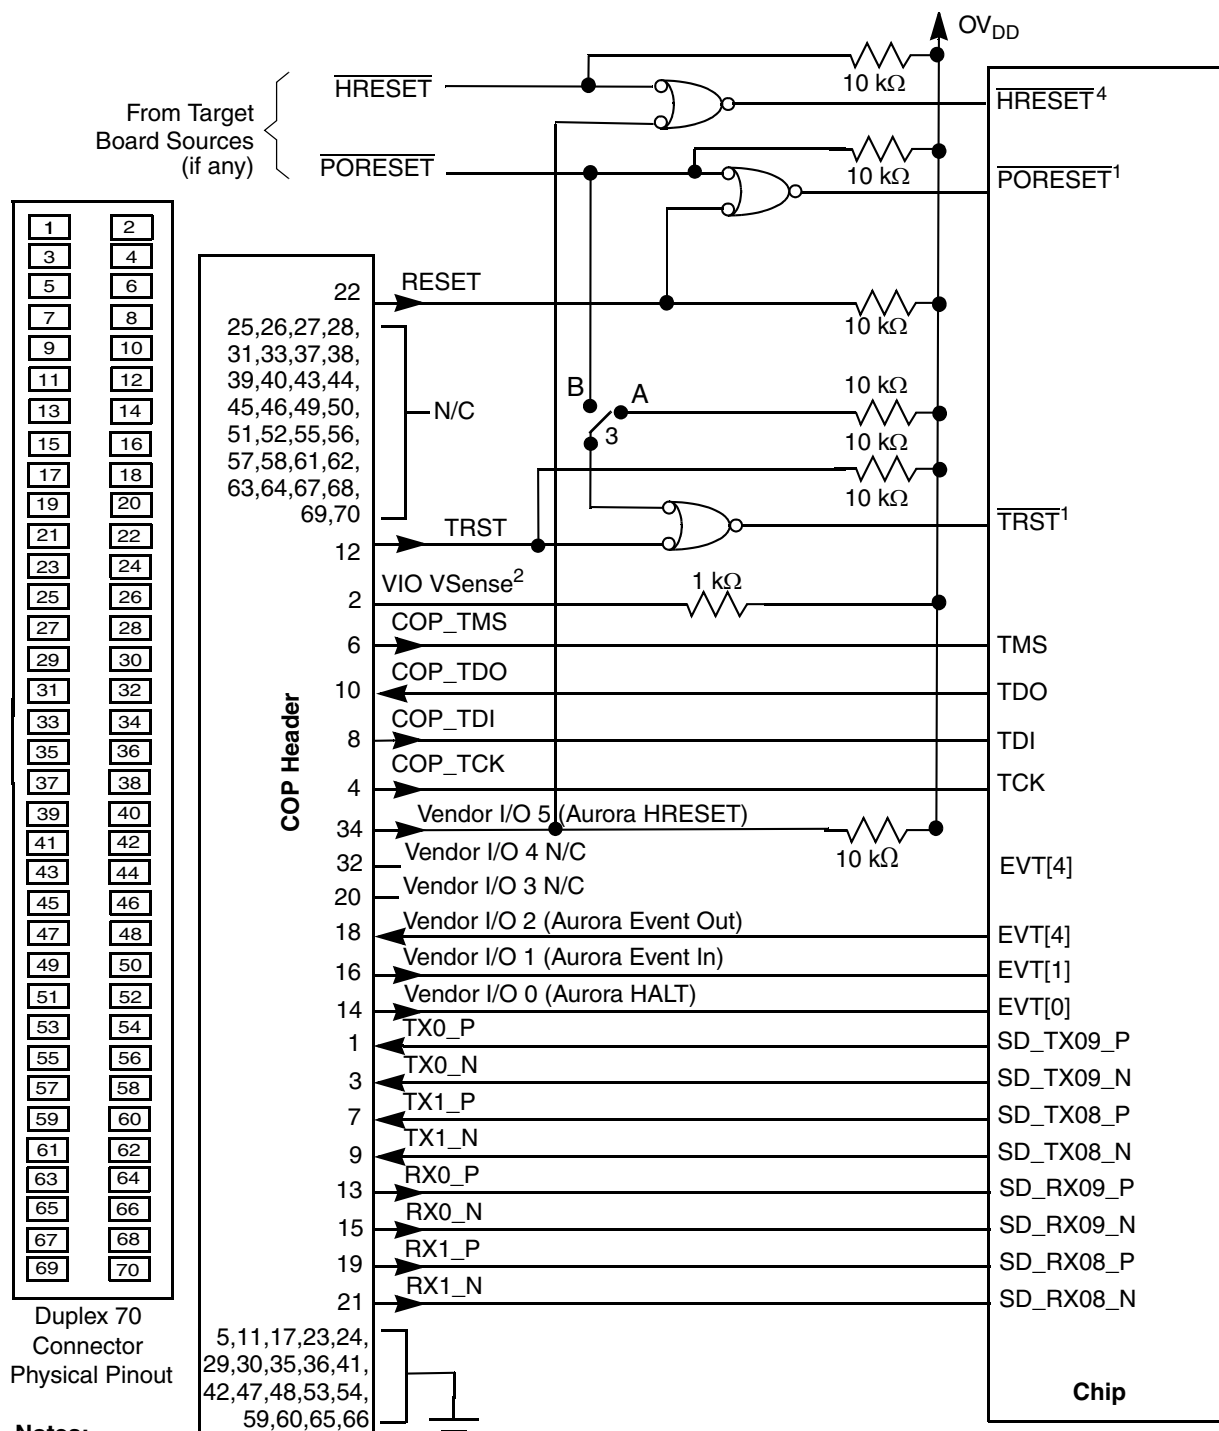 OVDD
10 kΩ
HRESET
HRESET4
From Target
Board Sources
(if any)
PORESET
10 kΩ
PORESET1
1 2
3 4
5 6
7 8
9 10
11 12
13 14
15 16
17 18
19 20
21 22
23 24
25 26
27 28
29 30
31 32
33 34
35 36
37 38
39 40
41 42
43 44
45 46
47 48
49 50
51 52
53 54
55 56
57 58
59 60
61 62
63 64
65 66
67 68
69 70
Duplex 70
Connector
Physical Pinout
COP Header
22 RESET
10 kΩ
25,26,27,28,
31,33,37,38,
39,40,43,44,
45,46,49,50,
51,52,55,56,
57,58,61,62,
63,64,67,68,
69,70
N/C
B A
3
10 kΩ
10 kΩ
10 kΩ
12 TRST
TRST1
2 VIO VSense2
1 kΩ
6 COP_TMS
TMS
10 COP_TDO
TDO
8 COP_TDI
TDI
4 COP_TCK
TCK
34 Vendor I/O 5 (Aurora HRESET)
10 kΩ
32 Vendor I/O 4 N/C
EVT[4]
20 Vendor I/O 3 N/C
18 Vendor I/O 2 (Aurora Event Out)
EVT[4]
16 Vendor I/O 1 (Aurora Event In)
EVT[1]
14 Vendor I/O 0 (Aurora HALT)
EVT[0]
1 TX0_P
SD_TX09_P
3 TX0_N
SD_TX09_N
7 TX1_P
SD_TX08_P
9 TX1_N
SD_TX08_N
13 RX0_P
SD_RX09_P
15 RX0_N
SD_RX09_N
19 RX1_P
SD_RX08_P
21 RX1_N
SD_RX08_N
5,11,17,23,24,
29,30,35,36,41,
42,47,48,53,54,
59,60,65,66
Chip
Notes: